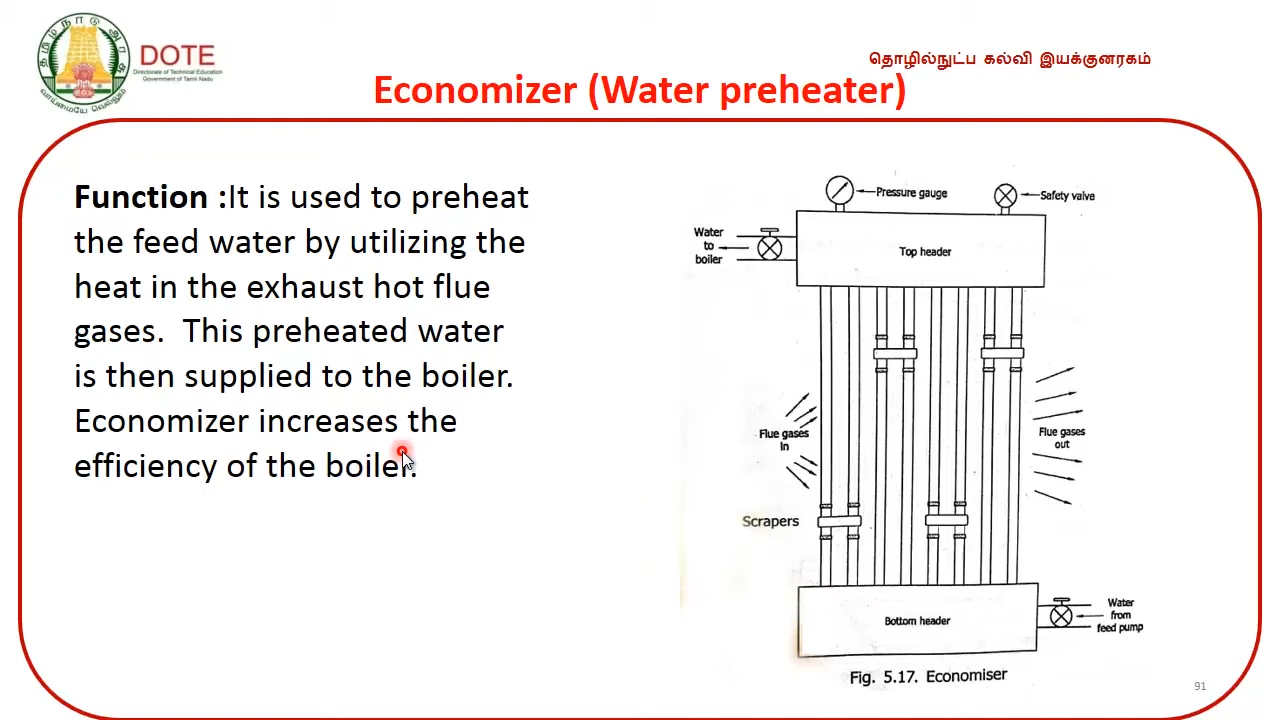 தமிழ்நாடு அரசு
வாய்மையே வெல்லும்
DOTE
Directorate of Technical Education
Government of Tamil Nadu
தொழில்நுட்ப கல்வி இயக்குனரகம்
Economizer (Water preheater)
Function :It is used to preheat
the feed water by utilizing the
heat in the exhaust hot flue
gases. This preheated water
is then supplied to the boiler.
Economizer increases the
efficiency of the boiler.
Pressure gauge
Safety valve
Water
to
boiler
Top header
Flue gases
in
Flue gases
out
Scrapers
Bottom header
Water
from
feed pump
Fig. 5.17. Economiser
91